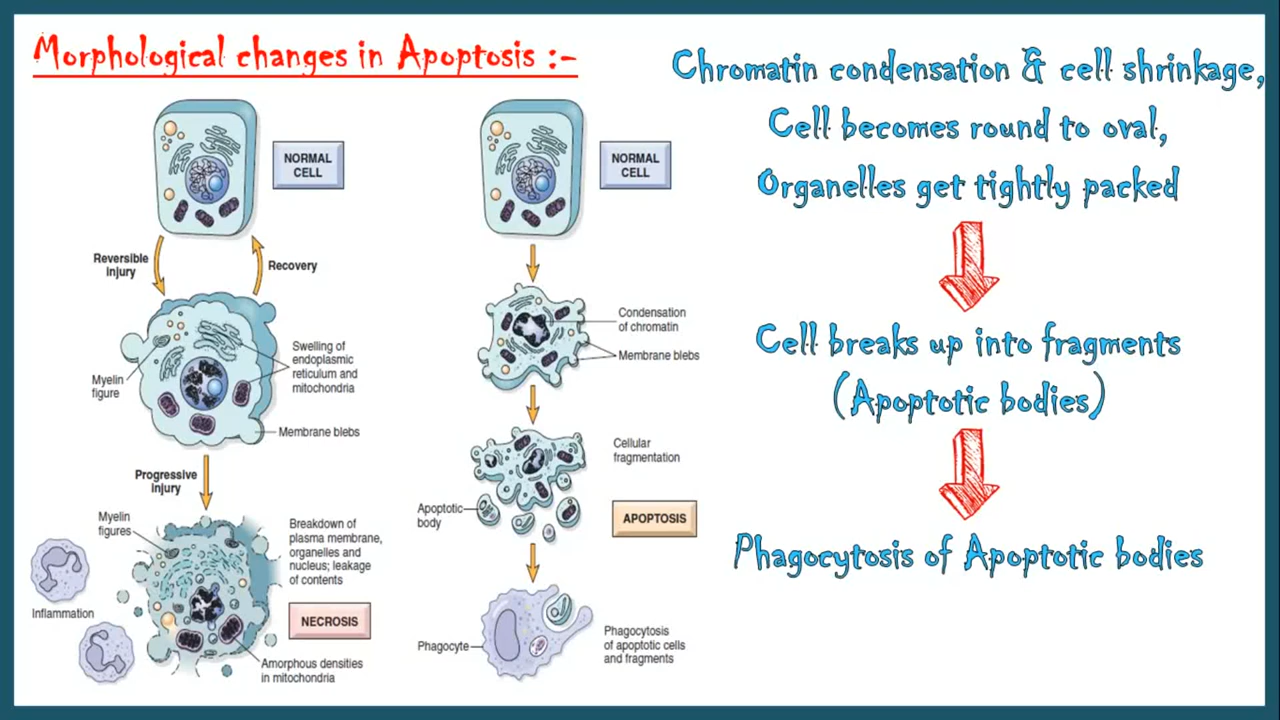 Morphological changes in Apoptosis :-
NORMAL
CELL
Reversible
injury
Recovery
Swelling of
endoplasmic
reticulum and
mitochondria
Myelin
figure
Membrane blebs
Progressive
injury
Myelin
figures
Breakdown of
plasma membrane,
organelles and
nucleus; leakage
of contents
Inflammation
NECROSIS
Amorphous densities
in mitochondria
NORMAL
CELL
Condensation
of chromatin
Membrane blebs
Cellular
fragmentation
Apoptotic
body
APOPTOSIS
Phagocyte
Phagocytosis
of apoptotic cells
and fragments
Chromatin condensation & cell shrinkage,
Cell becomes round to oval,
Organelles get tightly packed
Cell breaks up into fragments
(Apoptotic bodies)
Phagocytosis of Apoptotic bodies